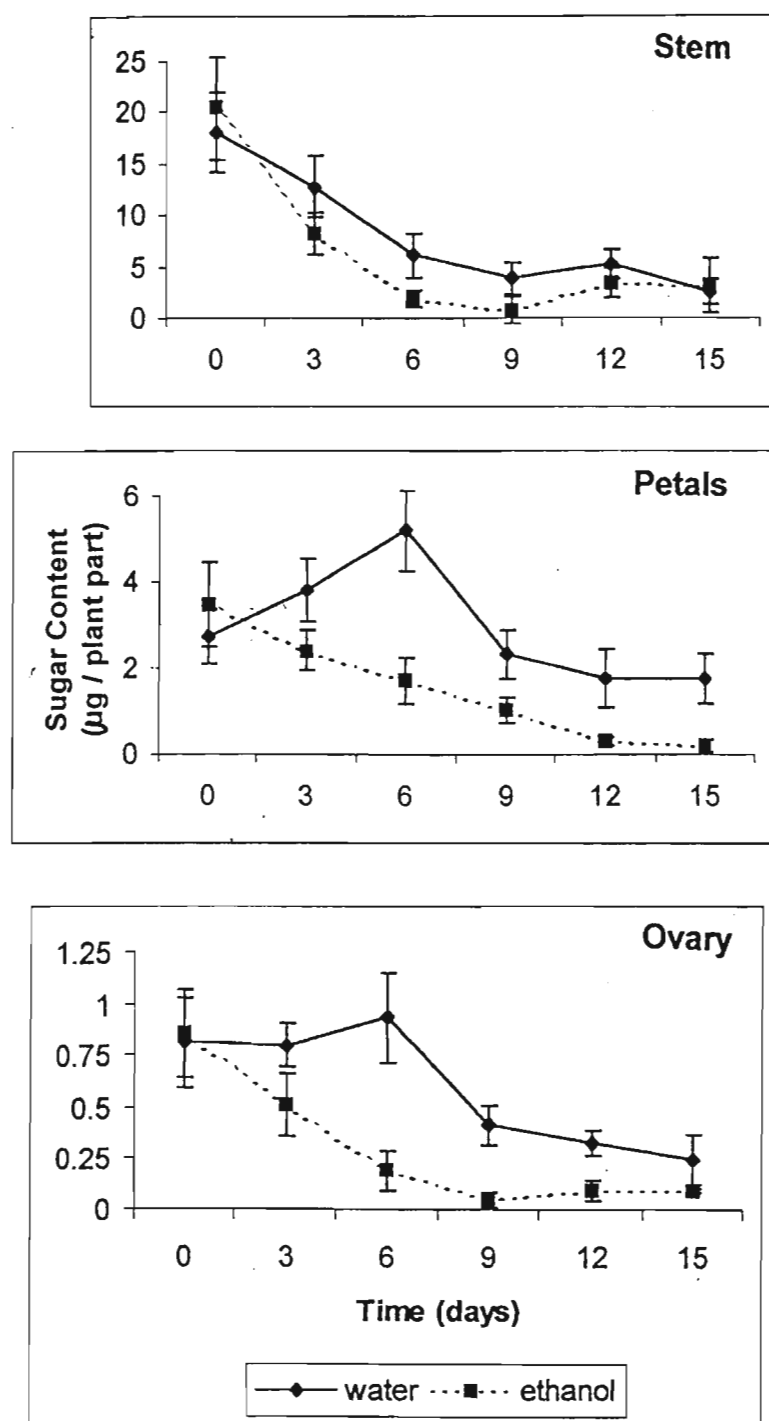 Stem
25
20
15
10
5
0
0 3 6 9 12 15
Petals
Sugar Content
(µg / plant part)
6
4
2
0
0 3 6 9 12 15
Ovary
1.25
1
0.75
0.5
0.25
0
0 3 6 9 12 15
Time (days)
water ethanol